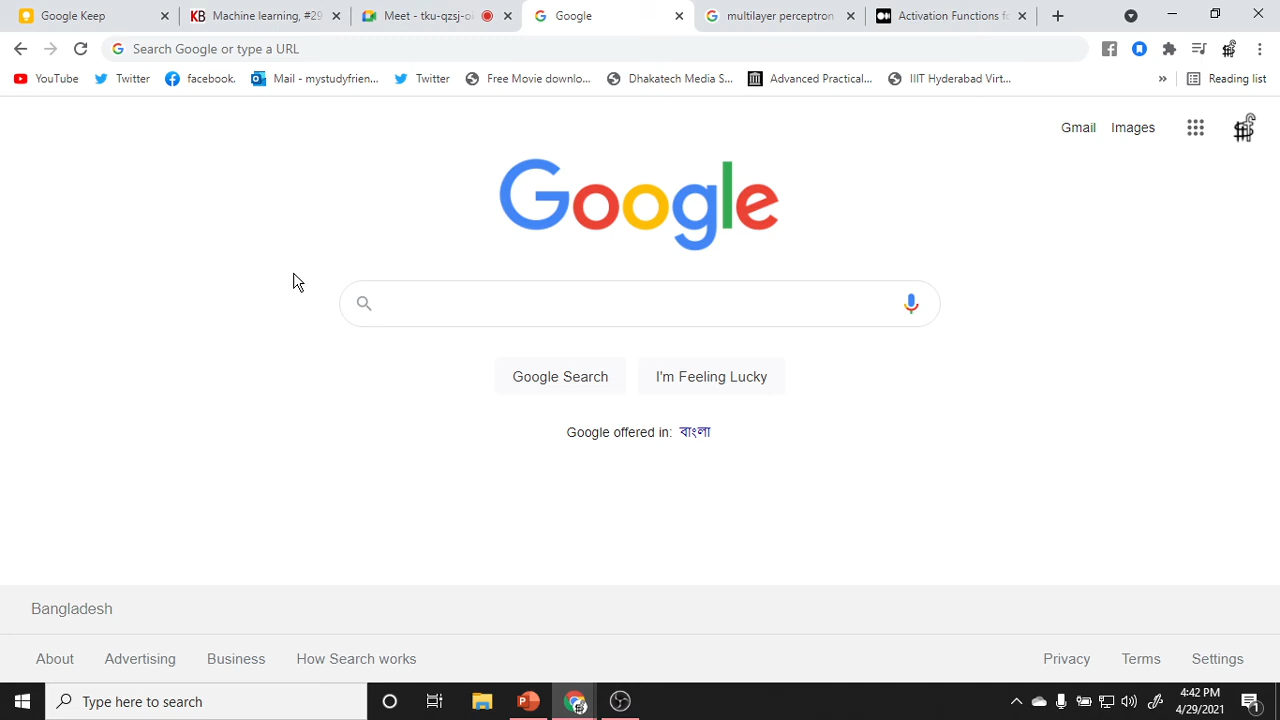 Google Keep
Machine learning, #29
Meet - tku-qzsj-o
Google
multilayer perceptron
Activation Functions fo
Search Google or type a URL
YouTube
Twitter
facebook.
Mail - mystudyfrien...
Twitter
Free Movie downlo...
Dhakatech Media S...
Advanced Practical...
IIIT Hyderabad Virt...
»
Reading list
Gmail
Images
Google
Google Search
I'm Feeling Lucky
Google offered in: বাংলা
Bangladesh
About
Advertising
Business
How Search works
Privacy
Terms
Settings
Type here to search
4:42 PM
4/29/2021
1